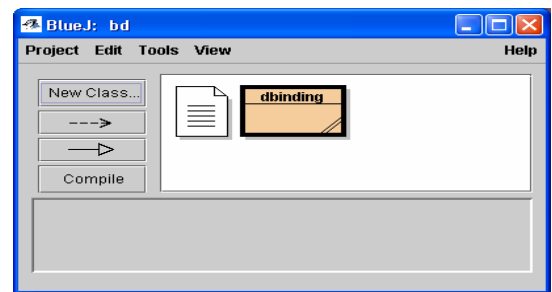 BlueJ: bd
Project Edit Tools View Help
New Class...
dbinding
Compile